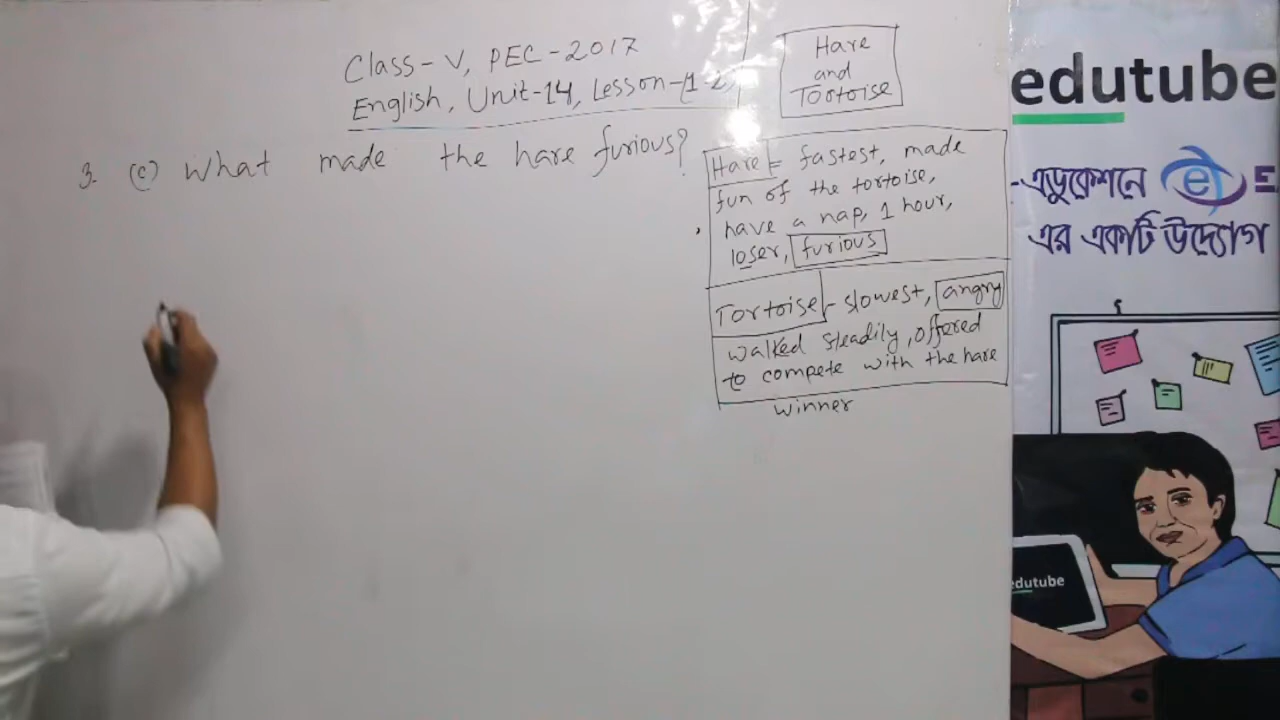 Class-V, PEC-2017
English, Unit-14, Lesson-(1-2)
Hare
and
Tortoise
3. (c) What made the hare furious?
Hare = fastest, made
fun of the tortoise,
have a nap, 1 hour,
loser, furious
Tortoise - slowest, angry
walked steadily, offered
to compete with the hare
winner
edutube
-এডুকেশনে e E
এর একটি উদ্যোগ
edutube